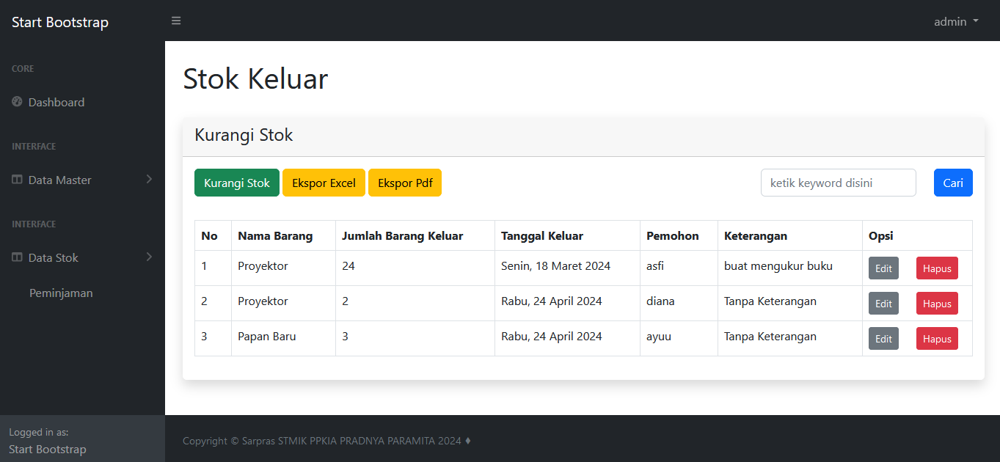 Start Bootstrap
admin
CORE
Dashboard
INTERFACE
Data Master
INTERFACE
Data Stok
Peminjaman
Logged in as:
Start Bootstrap
Stok Keluar
Kurangi Stok
Kurangi Stok Ekspor Excel Ekspor Pdf ketik keyword disini Cari
No Nama Barang Jumlah Barang Keluar Tanggal Keluar Pemohon Keterangan Opsi
1 Proyektor 24 Senin, 18 Maret 2024 asfi buat mengukur buku Edit Hapus
2 Proyektor 2 Rabu, 24 April 2024 diana Tanpa Keterangan Edit Hapus
3 Papan Baru 3 Rabu, 24 April 2024 ayuu Tanpa Keterangan Edit Hapus
Copyright © Sarpras STMIK PPKIA PRADNYA PARAMITA 2024 ♦